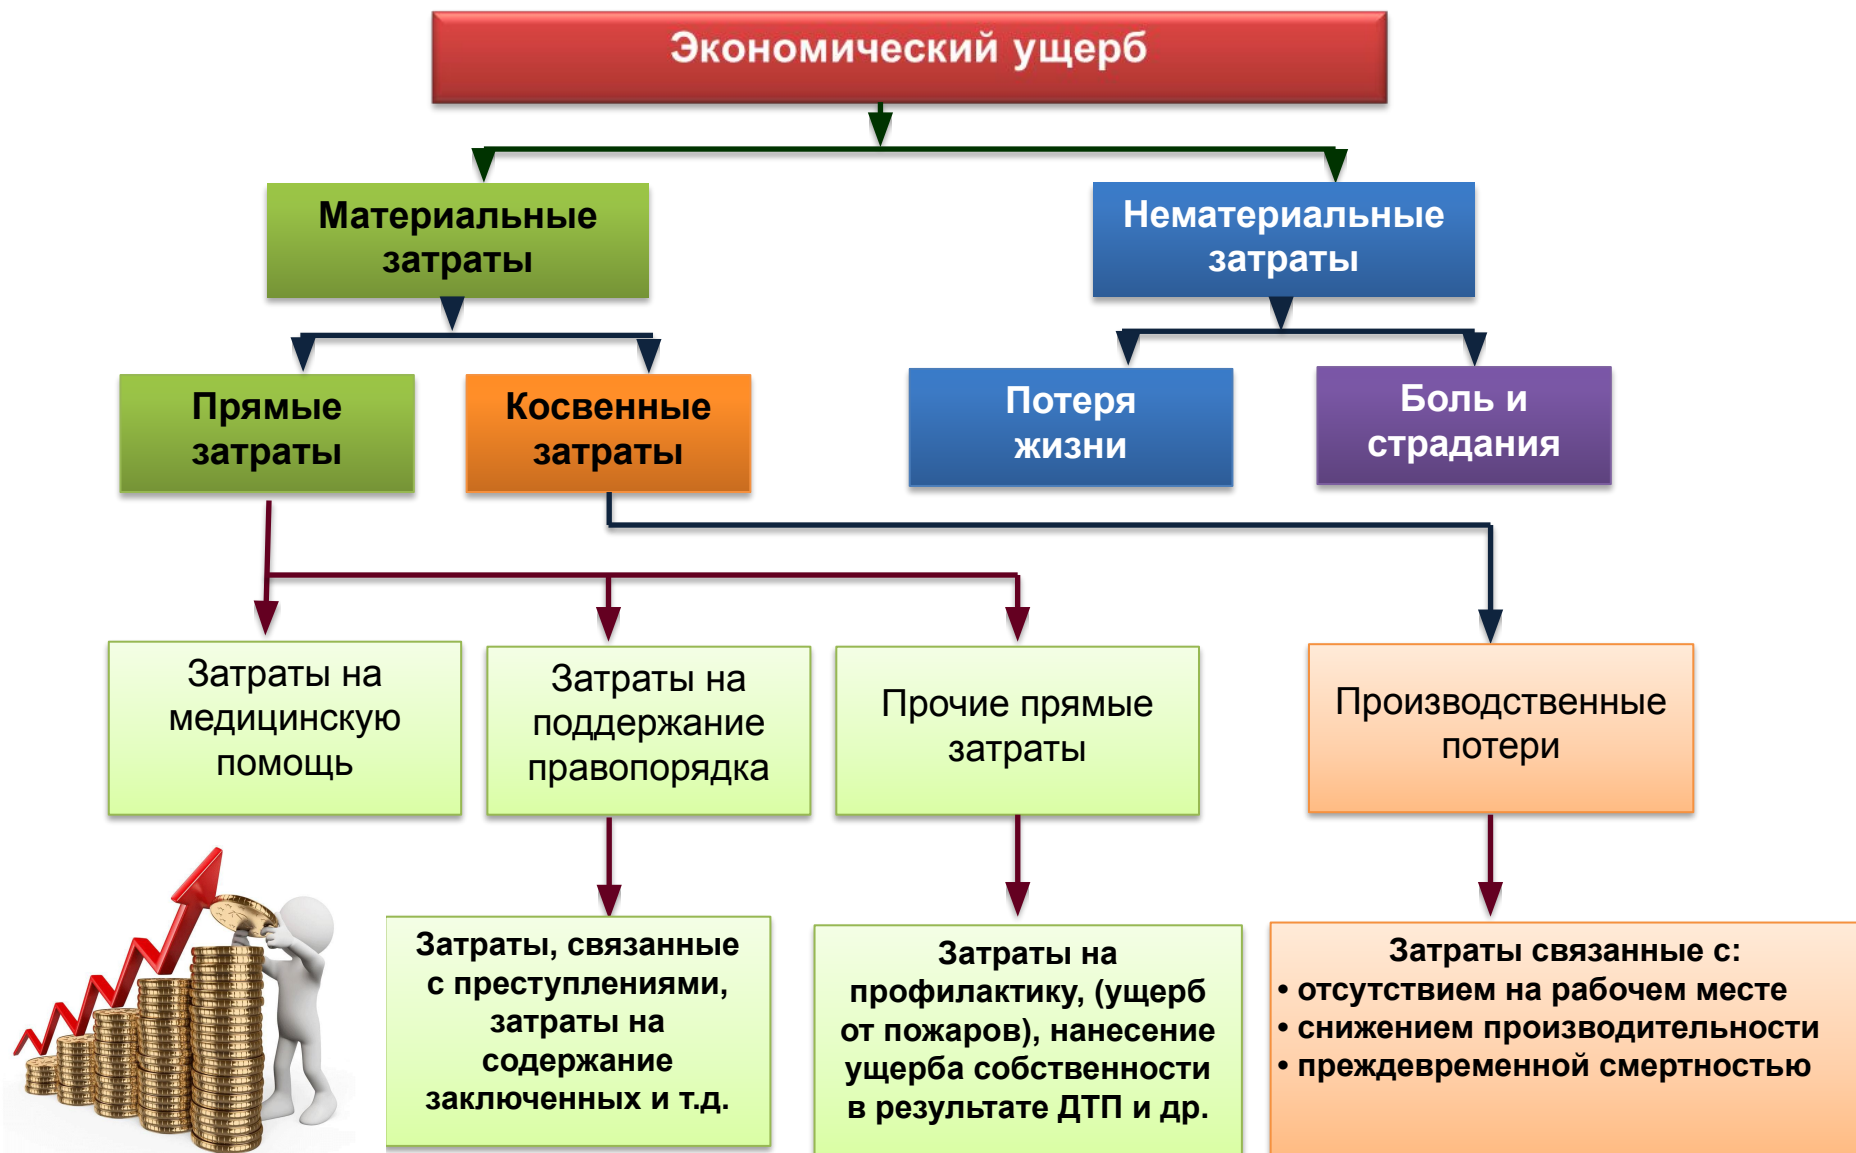 Экономический ущерб
Материальные
затраты
Нематериальные
затраты
Прямые
затраты
Косвенные
затраты
Потеря
жизни
Боль и
страдания
Затраты на
медицинскую
помощь
Затраты на
поддержание
правопорядка
Прочие прямые
затраты
Производственные
потери
Затраты, связанные
с преступлениями,
затраты на
содержание
заключенных и т.д.
Затраты на
профилактику, (ущерб
от пожаров), нанесение
ущерба собственности
в результате ДТП и др.
Затраты связанные с:
• отсутствием на рабочем месте
• снижением производительности
• преждевременной смертностью